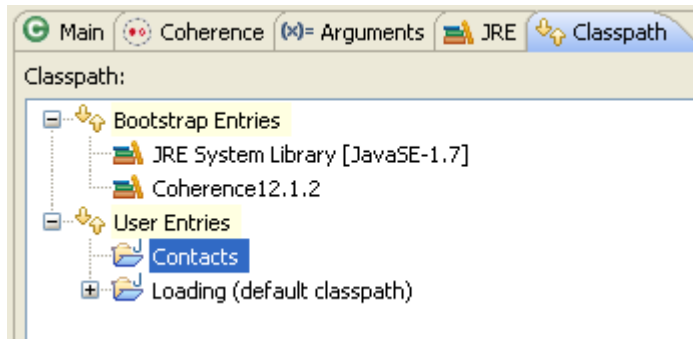 Main Coherence (x)= Arguments JRE Classpath
Classpath:
Bootstrap Entries
JRE System Library [JavaSE-1.7]
Coherence12.1.2
User Entries
Contacts
Loading (default classpath)